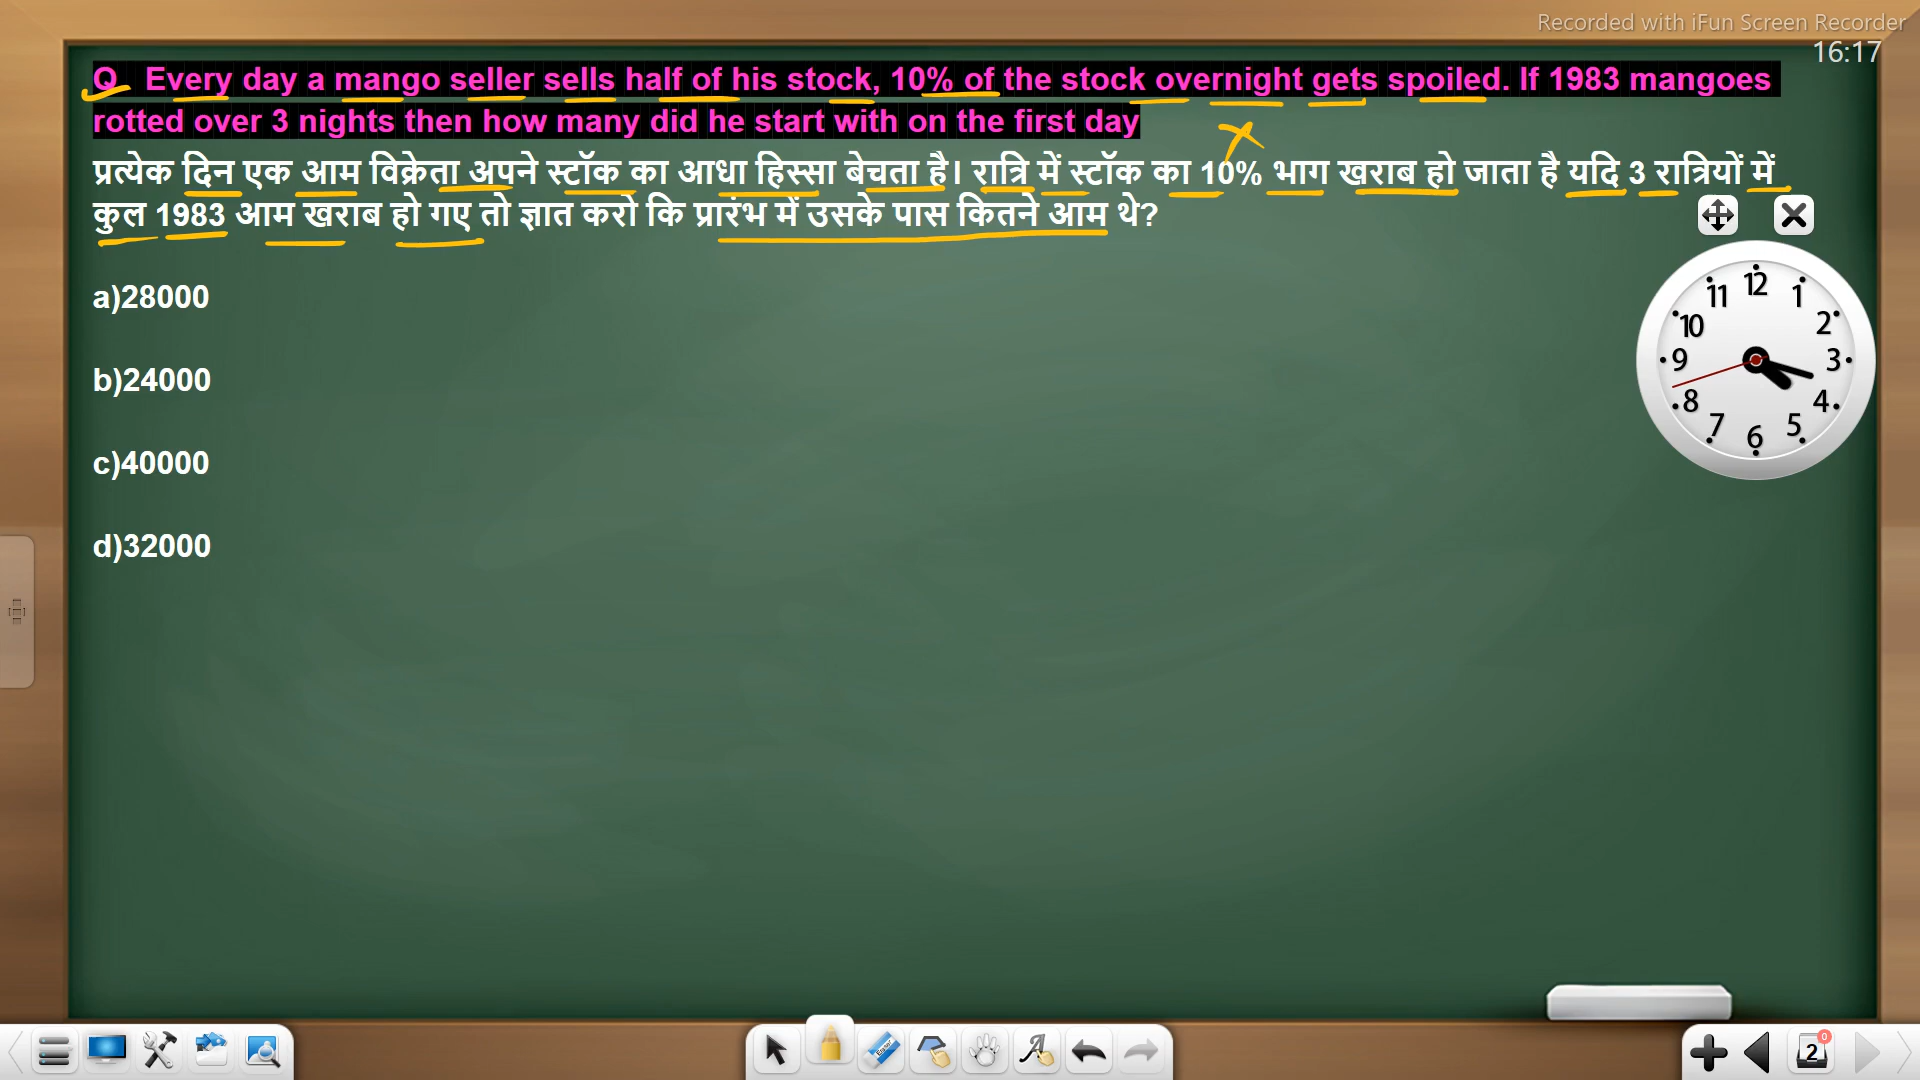 Recorded with iFun Screen Recorder
16:17
Q. Every day a mango seller sells half of his stock, 10% of the stock overnight gets spoiled. If 1983 mangoes
rotted over 3 nights then how many did he start with on the first day
प्रत्येक दिन एक आम विक्रेता अपने स्टॉक का आधा हिस्सा बेचता है। रात्रि में स्टॉक का 10% भाग खराब हो जाता है यदि 3 रात्रियों में
कुल 1983 आम खराब हो गए तो ज्ञात करो कि प्रारंभ में उसके पास कितने आम थे?
a)28000
b)24000
c)40000
d)32000
12
11 1
10 2
9 3
8 4
7 5
6
Eraser
A
2
0